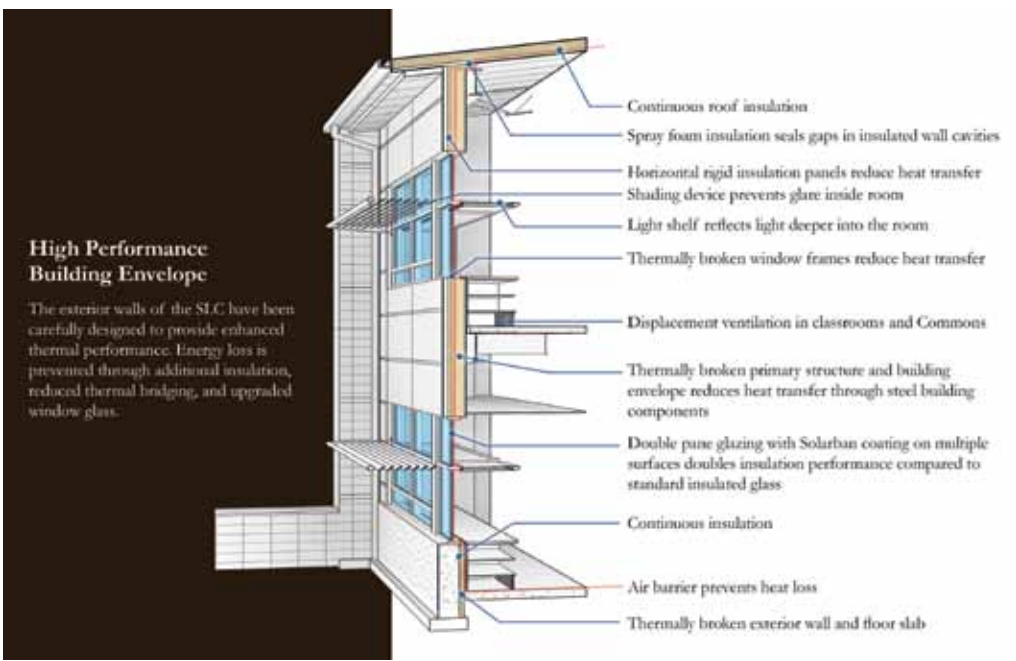 High Performance
Building Envelope
The exterior walls of the SLC have been
carefully designed to provide enhanced
thermal performance. Energy loss is
prevented through additional insulation,
reduced thermal bridging, and upgraded
window glass.
Continuous roof insulation
Spray foam insulation seals gaps in insulated wall cavities
Horizontal rigid insulation panels reduce heat transfer
Shading device prevents glare inside room
Light shelf reflects light deeper into the room
Thermally broken window frames reduce heat transfer
Displacement ventilation in classrooms and Commons
Thermally broken primary structure and building
envelope reduces heat transfer through steel building
components
Double pane glazing with Solarban coating on multiple
surfaces doubles insulation performance compared to
standard insulated glass
Continuous insulation
Air barrier prevents heat loss
Thermally broken exterior wall and floor slab